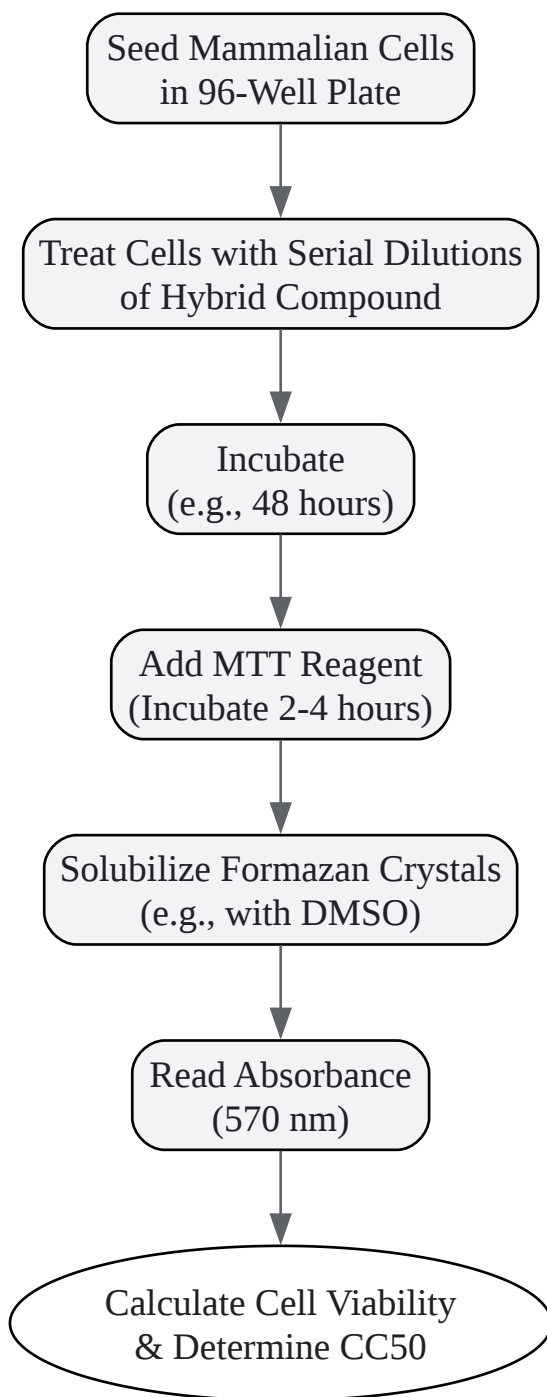 Seed Mammalian Cells
in 96-Well Plate
Treat Cells with Serial Dilutions
of Hybrid Compound
Incubate
(e.g., 48 hours)
Add MTT Reagent
(Incubate 2-4 hours)
Solubilize Formazan Crystals
(e.g., with DMSO)
Read Absorbance
(570 nm)
Calculate Cell Viability
& Determine CC50